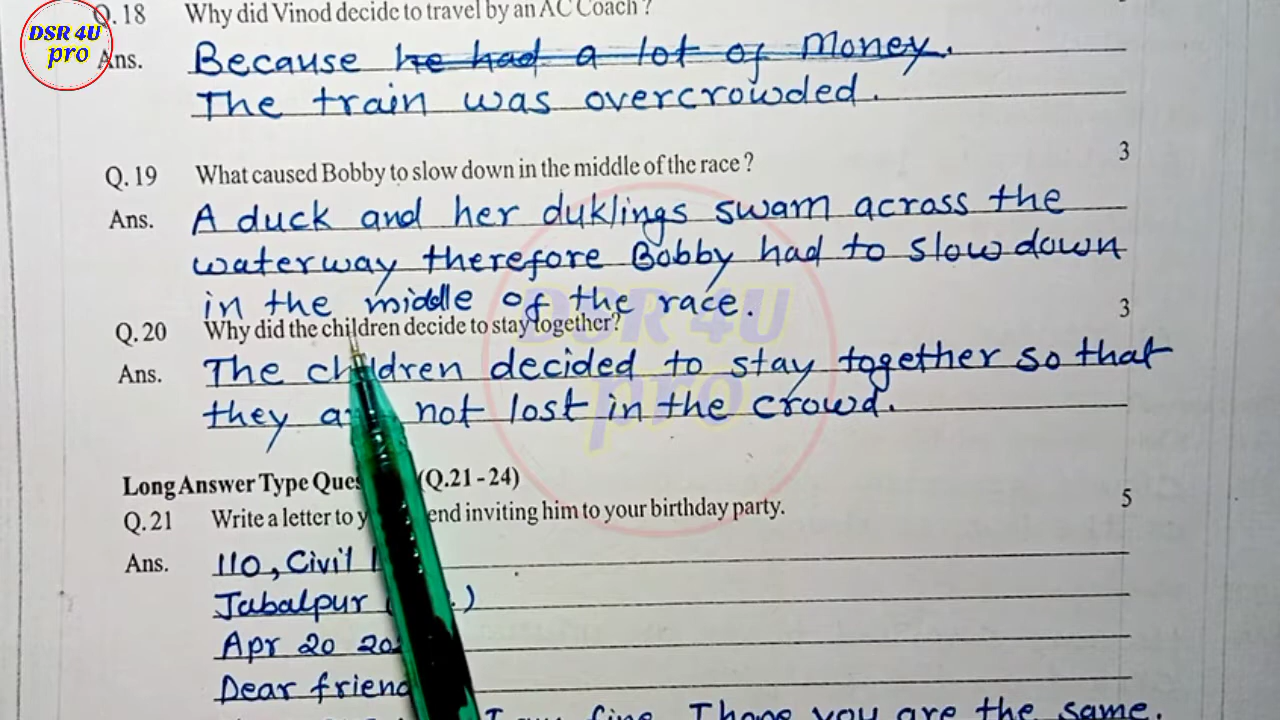 DSR 4U
pro
Q. 18 Why did Vinod decide to travel by an AC Coach ?
Ans. Because he had a lot of money.
The train was overcrowded.
3
Q. 19 What caused Bobby to slow down in the middle of the race ?
Ans. A duck and her duklings swam across the
waterway therefore Bobby had to slow down
in the middle of the race.
3
Q. 20 Why did the children decide to stay together?
Ans. The children decided to stay together so that
they not lost in the crowd.
DSR 4U
pro
Long Answer Type (Q.21 - 24)
5
Q. 21 Write a letter to inviting him to your birthday party.
Ans. 110, Civil
Jabalpur
Apr 20
Dear friend
I am fine. I hope you are the same.